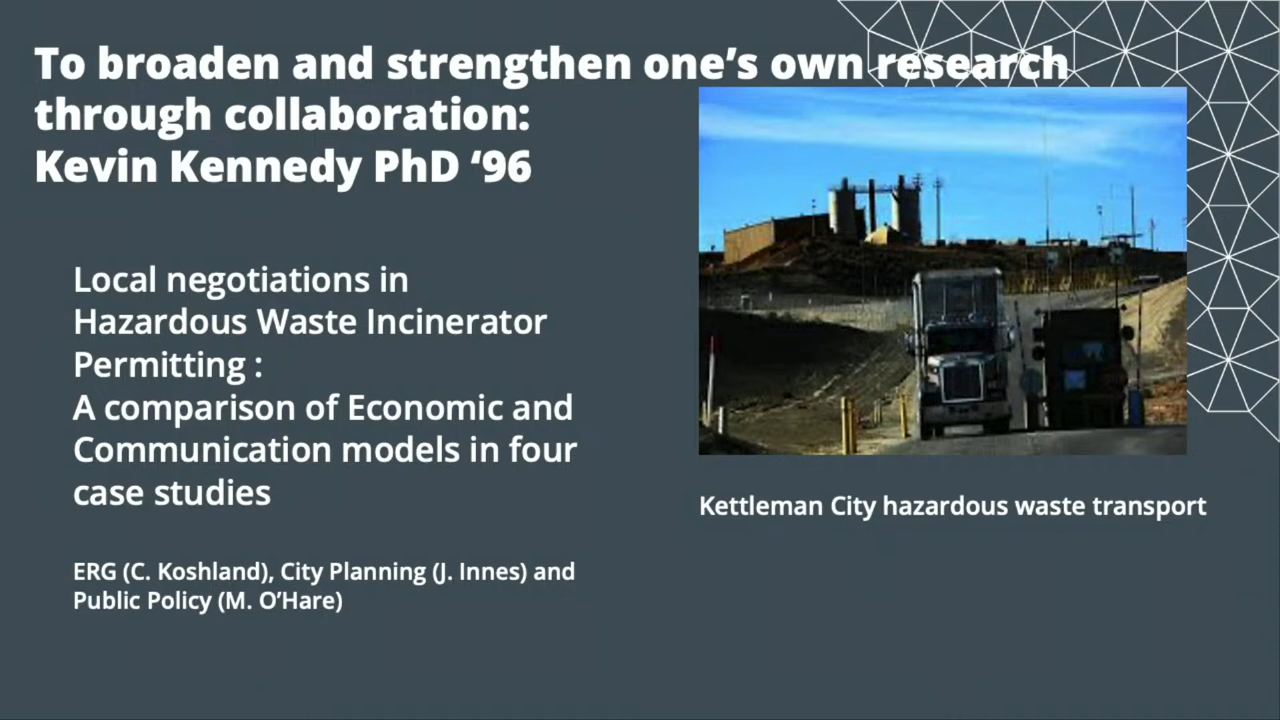 To broaden and strengthen one’s own research
through collaboration:
Kevin Kennedy PhD ‘96
Local negotiations in
Hazardous Waste Incinerator
Permitting :
A comparison of Economic and
Communication models in four
case studies
ERG (C. Koshland), City Planning (J. Innes) and
Public Policy (M. O’Hare)
Kettleman City hazardous waste transport